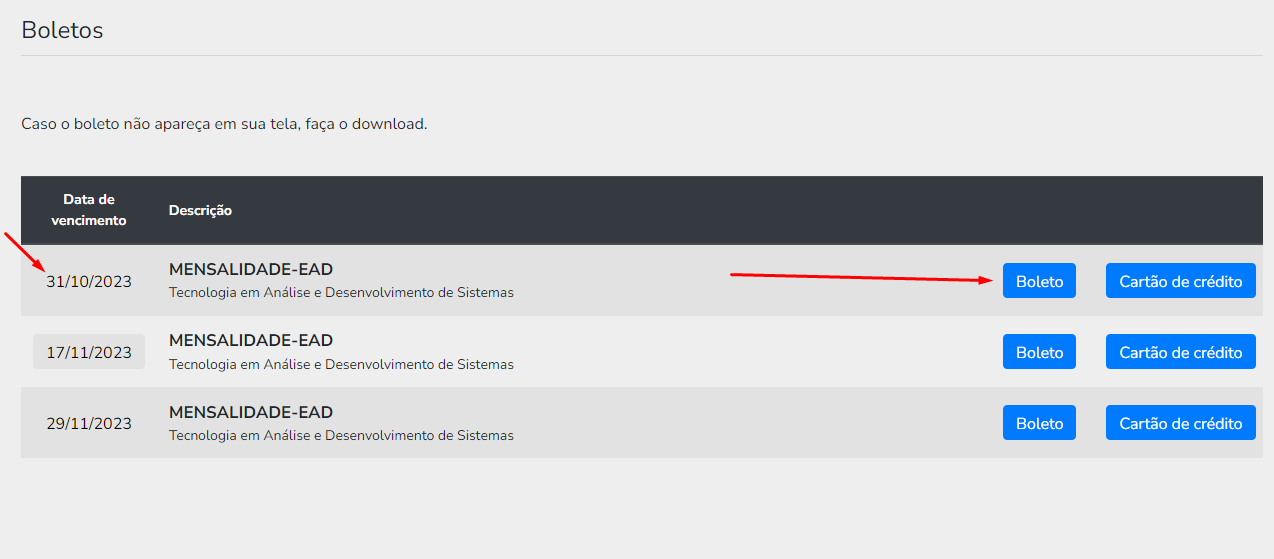 Boletos
Caso o boleto não apareça em sua tela, faça o download.
Data de
vencimento
Descrição
31/10/2023
MENSALIDADE-EAD
Tecnologia em Análise e Desenvolvimento de Sistemas
Boleto
Cartão de crédito
17/11/2023
MENSALIDADE-EAD
Tecnologia em Análise e Desenvolvimento de Sistemas
Boleto
Cartão de crédito
29/11/2023
MENSALIDADE-EAD
Tecnologia em Análise e Desenvolvimento de Sistemas
Boleto
Cartão de crédito